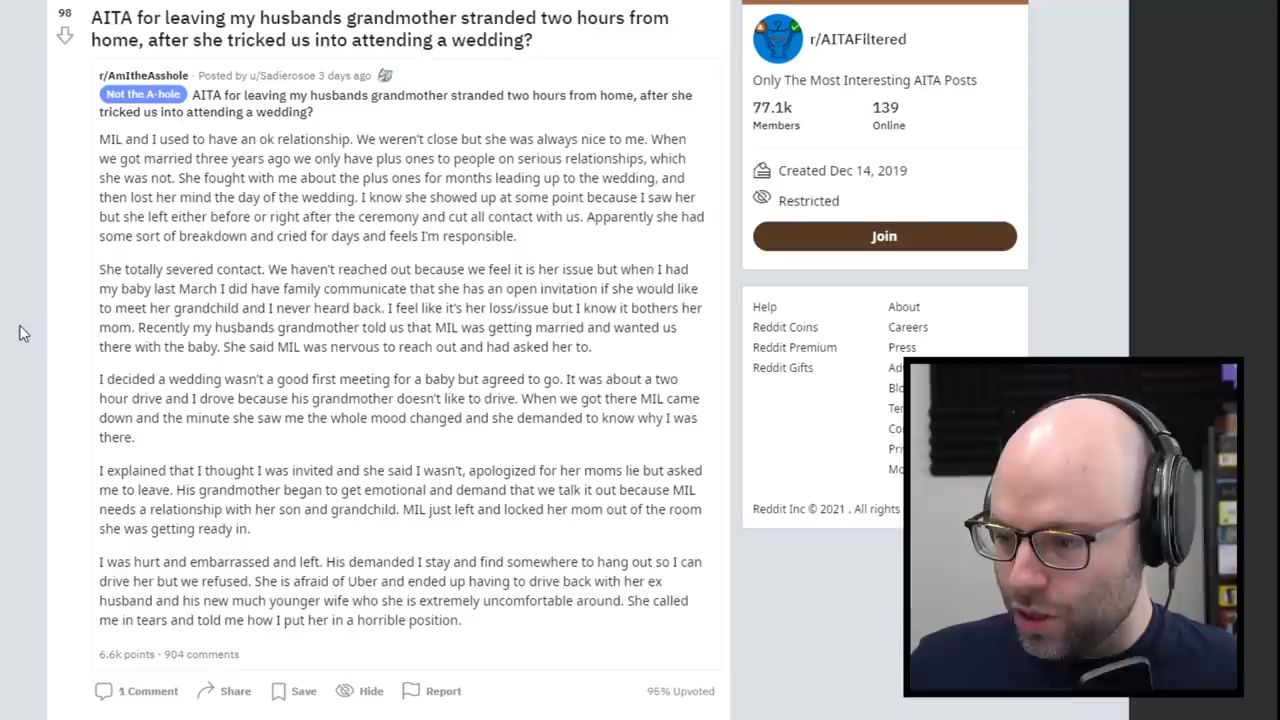 98
AITA for leaving my husbands grandmother stranded two hours from
home, after she tricked us into attending a wedding?
r/AmItheAsshole · Posted by u/Sadierosoe 3 days ago
Not the A-hole AITA for leaving my husbands grandmother stranded two hours from home, after she
tricked us into attending a wedding?
MIL and I used to have an ok relationship. We weren't close but she was always nice to me. When
we got married three years ago we only have plus ones to people on serious relationships, which
she was not. She fought with me about the plus ones for months leading up to the wedding, and
then lost her mind the day of the wedding. I know she showed up at some point because I saw her
but she left either before or right after the ceremony and cut all contact with us. Apparently she had
some sort of breakdown and cried for days and feels I'm responsible.
She totally severed contact. We haven't reached out because we feel it is her issue but when I had
my baby last March I did have family communicate that she has an open invitation if she would like
to meet her grandchild and I never heard back. I feel like it's her loss/issue but I know it bothers her
mom. Recently my husbands grandmother told us that MIL was getting married and wanted us
there with the baby. She said MIL was nervous to reach out and had asked her to.
I decided a wedding wasn't a good first meeting for a baby but agreed to go. It was about a two
hour drive and I drove because his grandmother doesn't like to drive. When we got there MIL came
down and the minute she saw me the whole mood changed and she demanded to know why I was
there.
I explained that I thought I was invited and she said I wasn't, apologized for her moms lie but asked
me to leave. His grandmother began to get emotional and demand that we talk it out because MIL
needs a relationship with her son and grandchild. MIL just left and locked her mom out of the room
she was getting ready in.
I was hurt and embarrassed and left. His demanded I stay and find somewhere to hang out so I can
drive her but we refused. She is afraid of Uber and ended up having to drive back with her ex
husband and his new much younger wife who she is extremely uncomfortable around. She called
me in tears and told me how I put her in a horrible position.
6.6k points · 904 comments
1 Comment Share Save Hide Report 95% Upvoted
r/AITAFiltered
Only The Most Interesting AITA Posts
77.1k 139
Members Online
Created Dec 14, 2019
Restricted
Join
Help About
Reddit Coins Careers
Reddit Premium Press
Reddit Gifts
Reddit Inc © 2021 . All rights